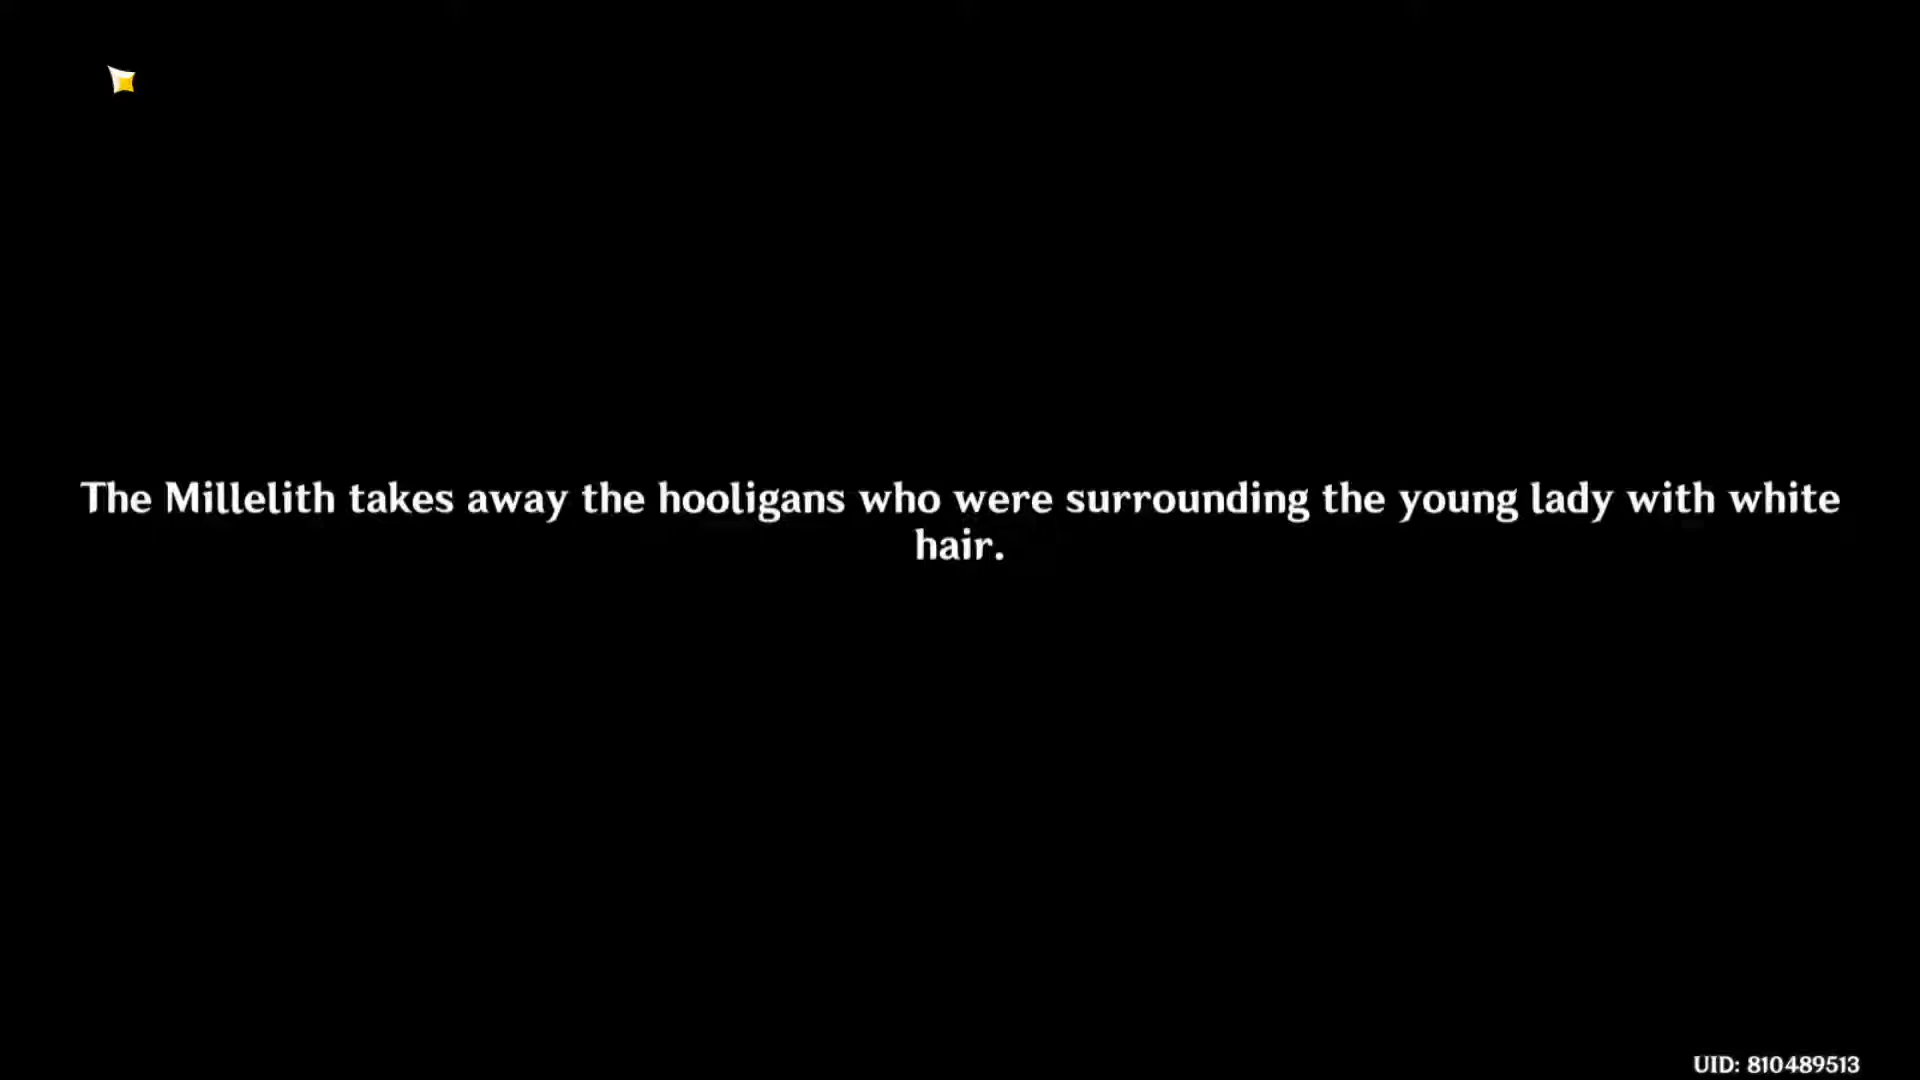 The Millelith takes away the hooligans who were surrounding the young lady with white
hair.
UID: 810489513